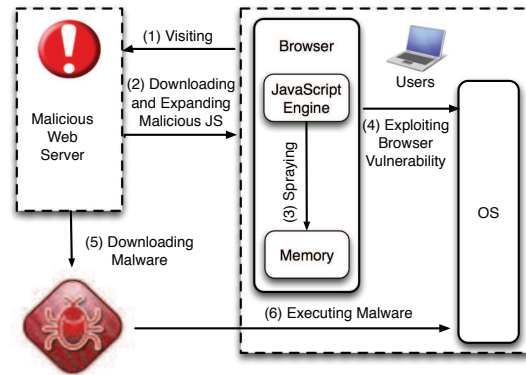 (1) Visiting
Browser
Users
Malicious
Web
Server
(2) Downloading
and Expanding
Malicious JS
JavaScript
Engine
(4) Exploiting
Browser
Vulnerability
(3) Spraying
Memory
OS
(5) Downloading
Malware
(6) Executing Malware